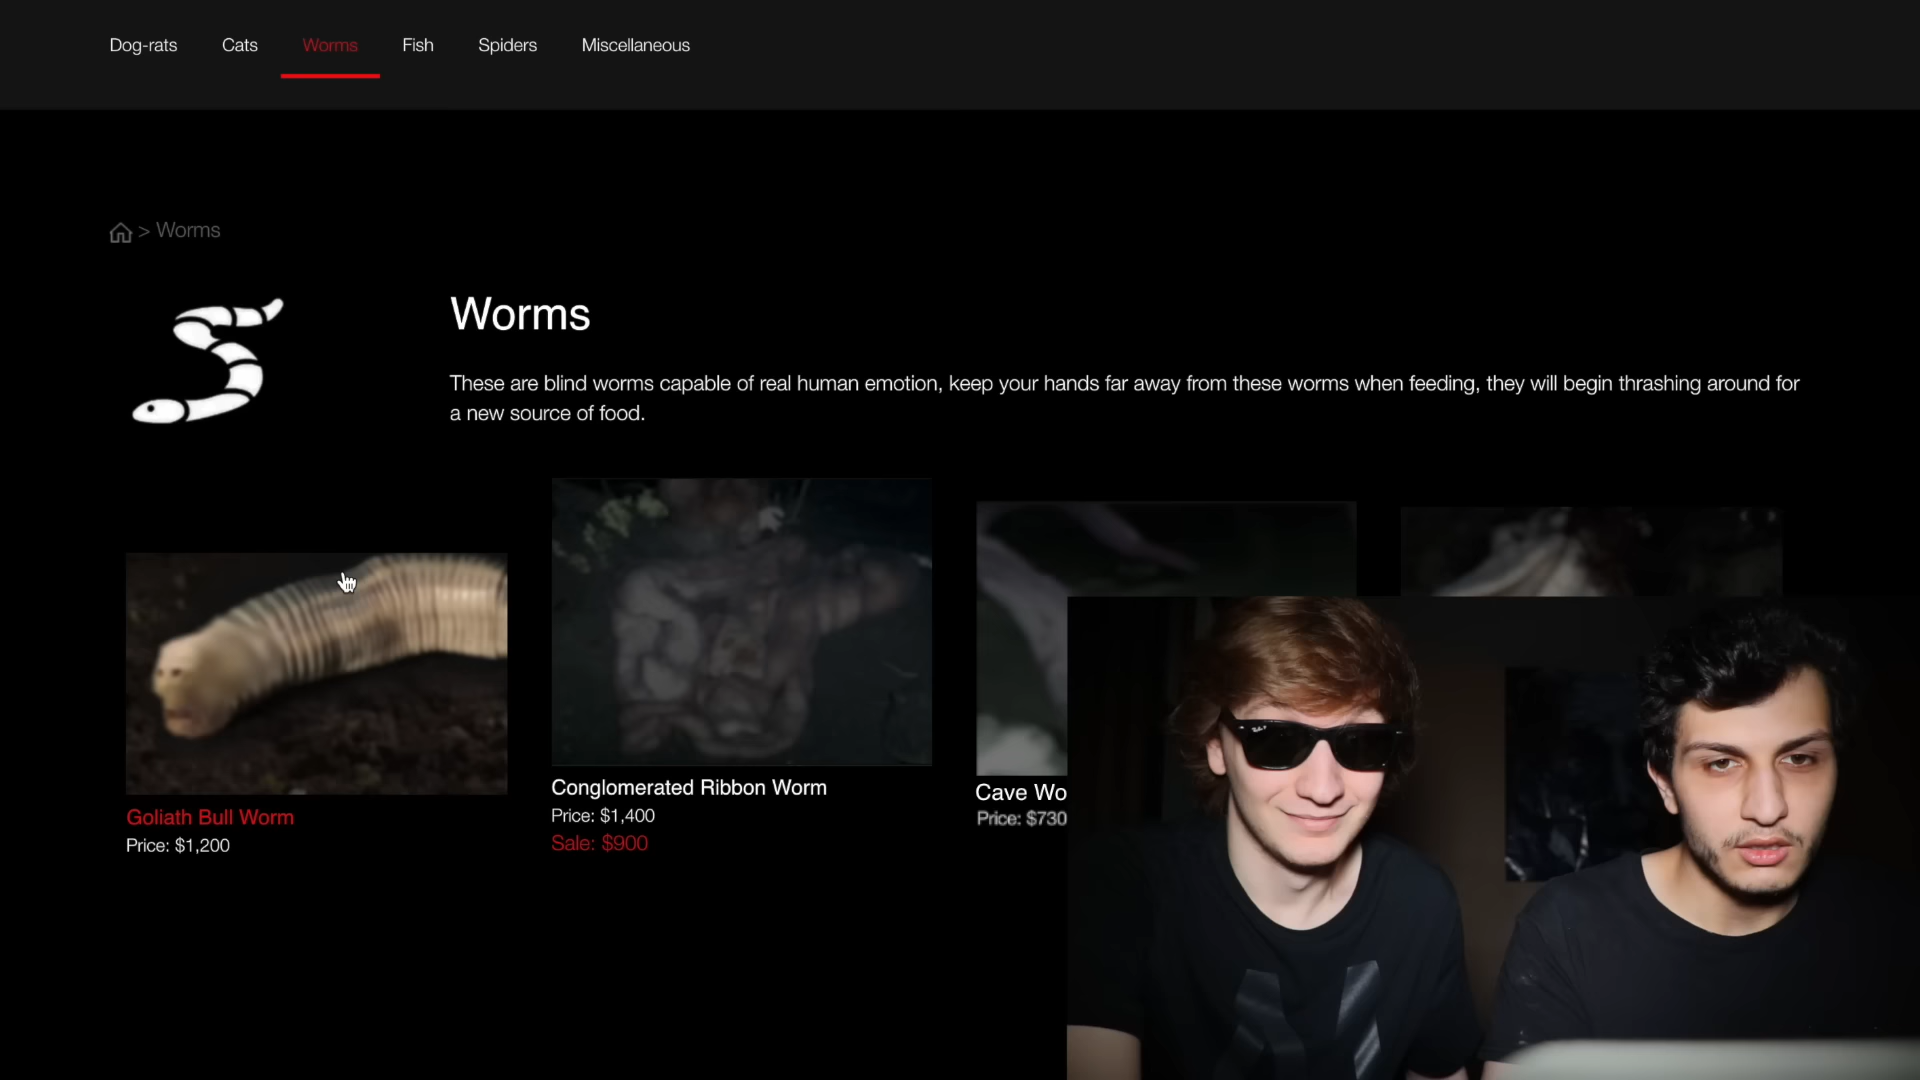 Dog-rats Cats Worms Fish Spiders Miscellaneous
> Worms
Worms
These are blind worms capable of real human emotion, keep your hands far away from these worms when feeding, they will begin thrashing around for
a new source of food.
Goliath Bull Worm
Price: $1,200
Conglomerated Ribbon Worm
Price: $1,400
Sale: $900
Cave Wo
Price: $730